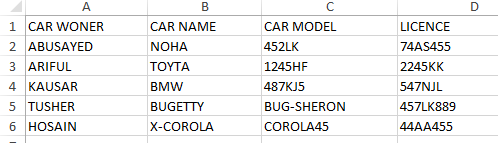 A B C D
1 CAR WONER CAR NAME CAR MODEL LICENCE
2 ABUSAYED NOHA 452LK 74AS455
3 ARIFUL TOYTA 1245HF 2245KK
4 KAUSAR BMW 487KJ5 547NJL
5 TUSHER BUGETTY BUG-SHERON 457LK889
6 HOSAIN X-COROLA COROLA45 44AA455